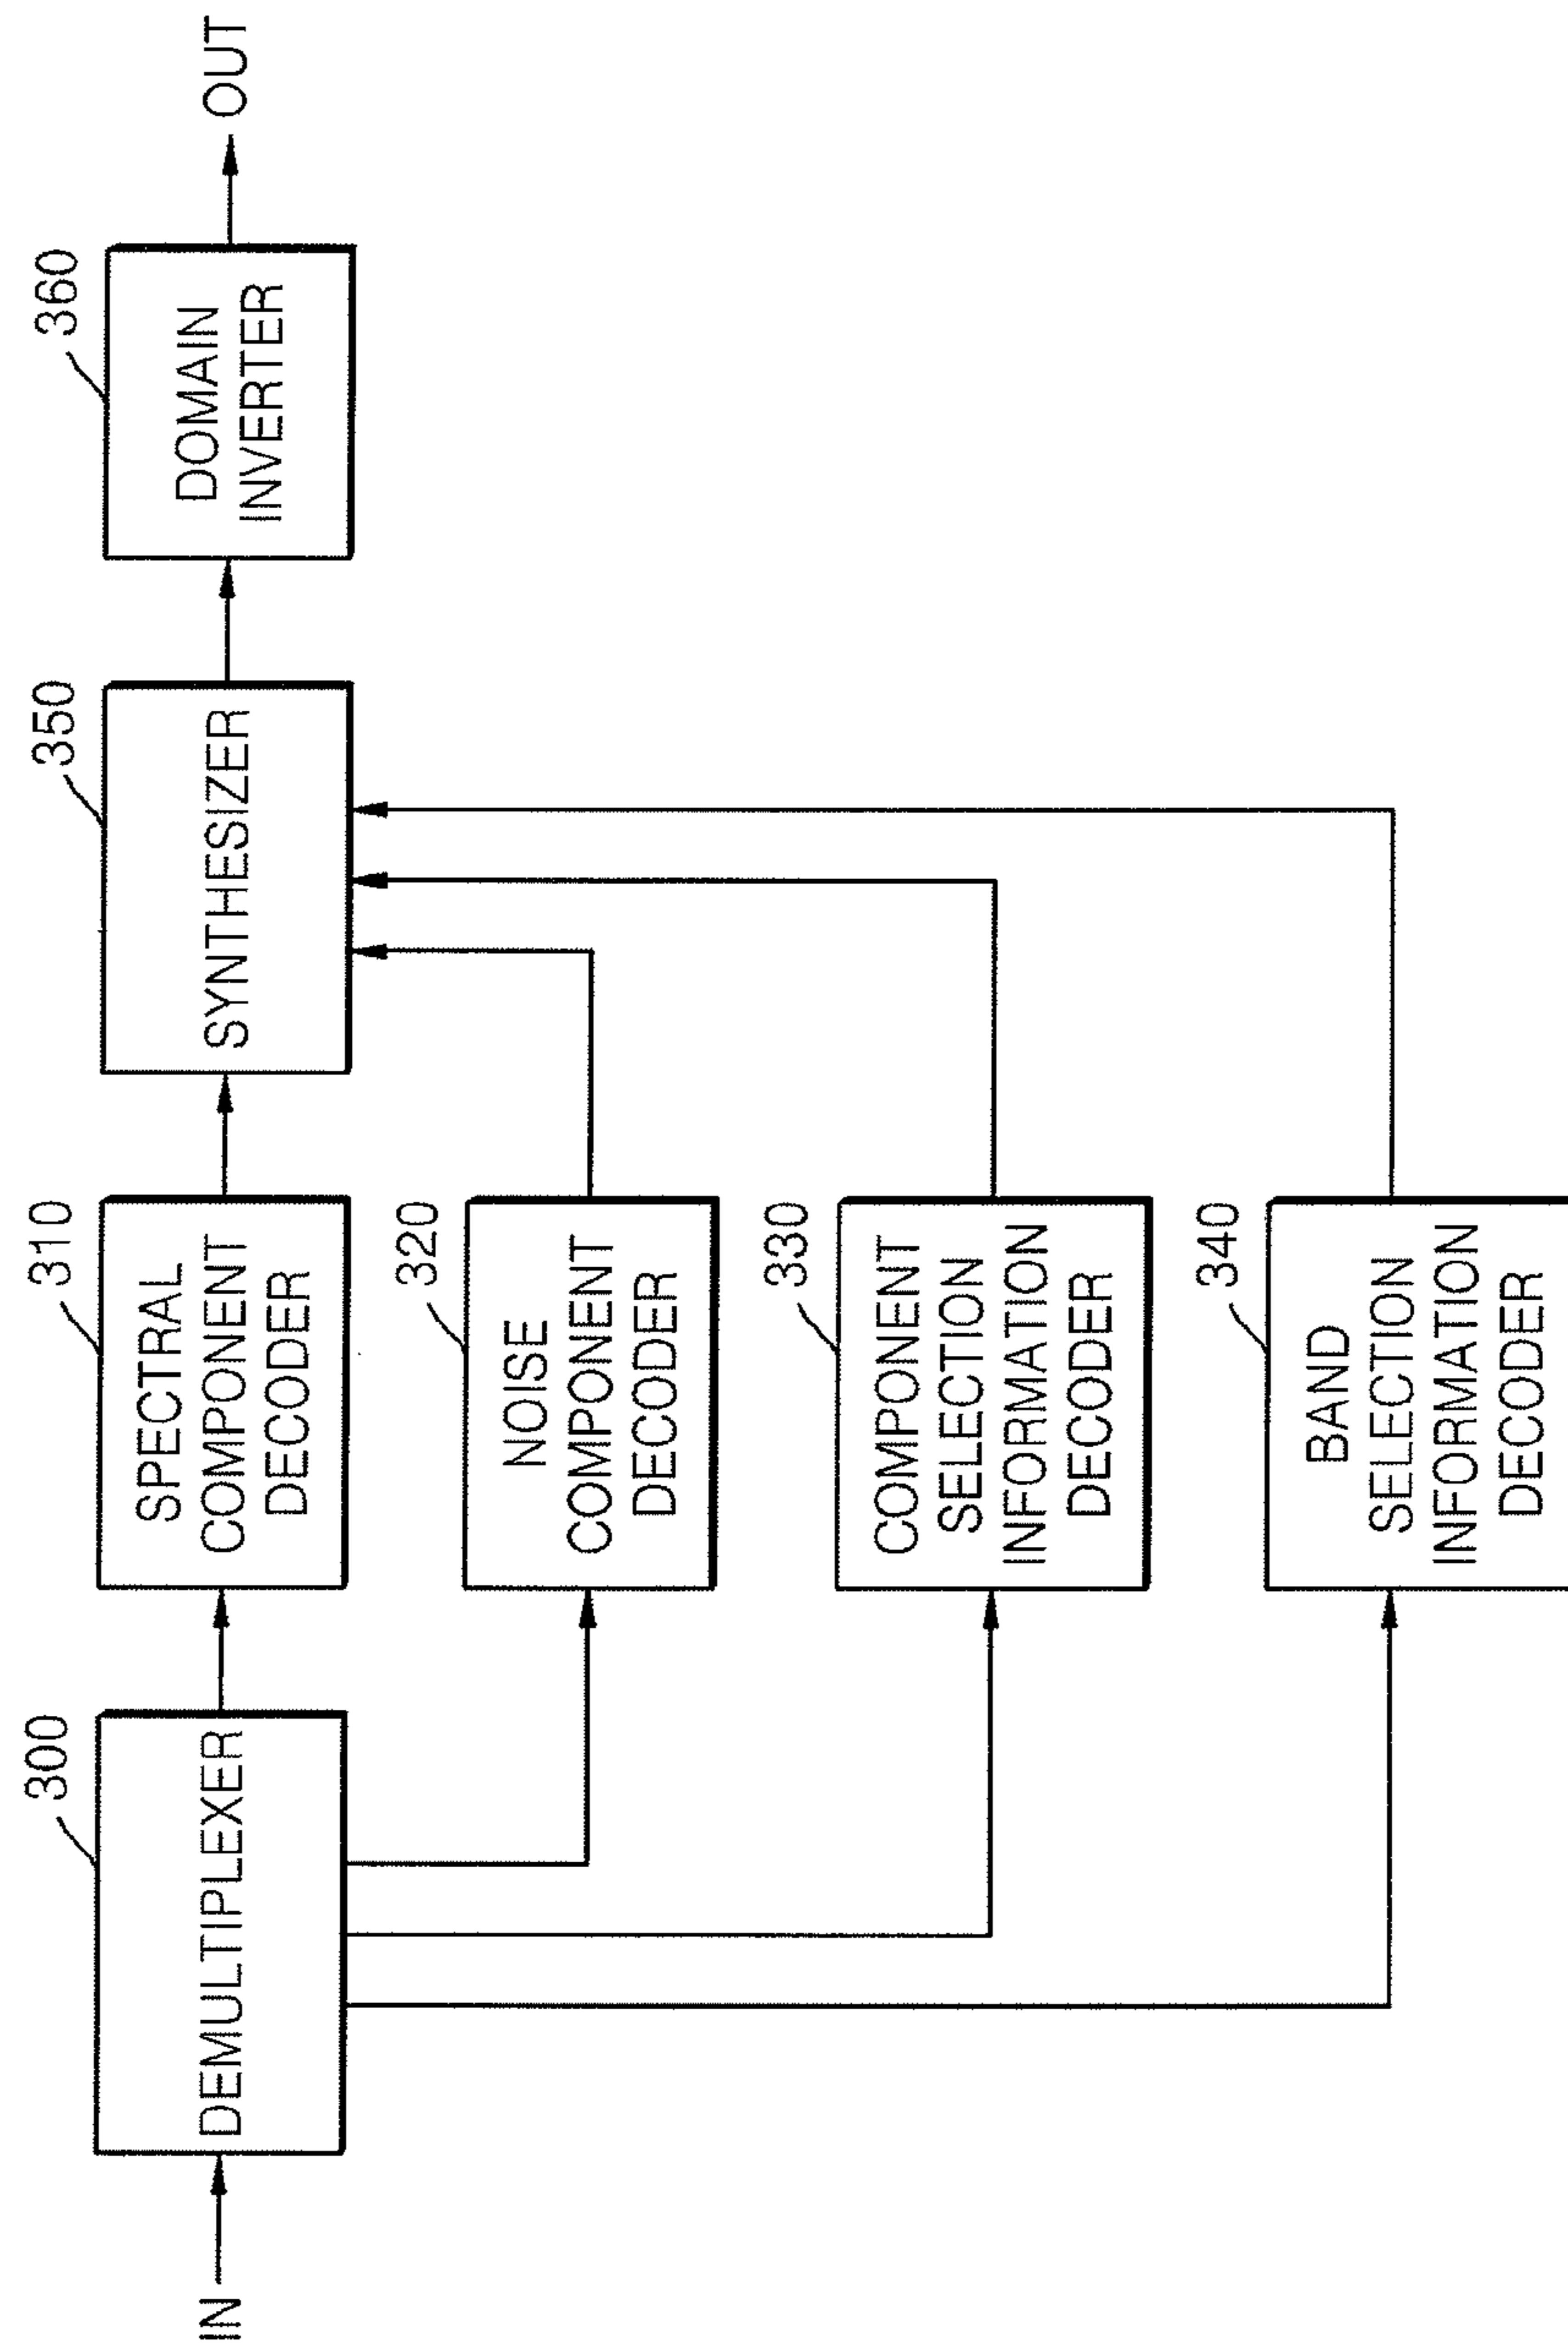 IN
300
DEMULTIPLEXER
310
SPECTRAL
COMPONENT
DECODER
320
NOISE
COMPONENT
DECODER
330
COMPONENT
SELECTION
INFORMATION
DECODER
340
BAND
SELECTION
INFORMATION
DECODER
350
SYNTHESIZER
360
DOMAIN
INVERTER
OUT